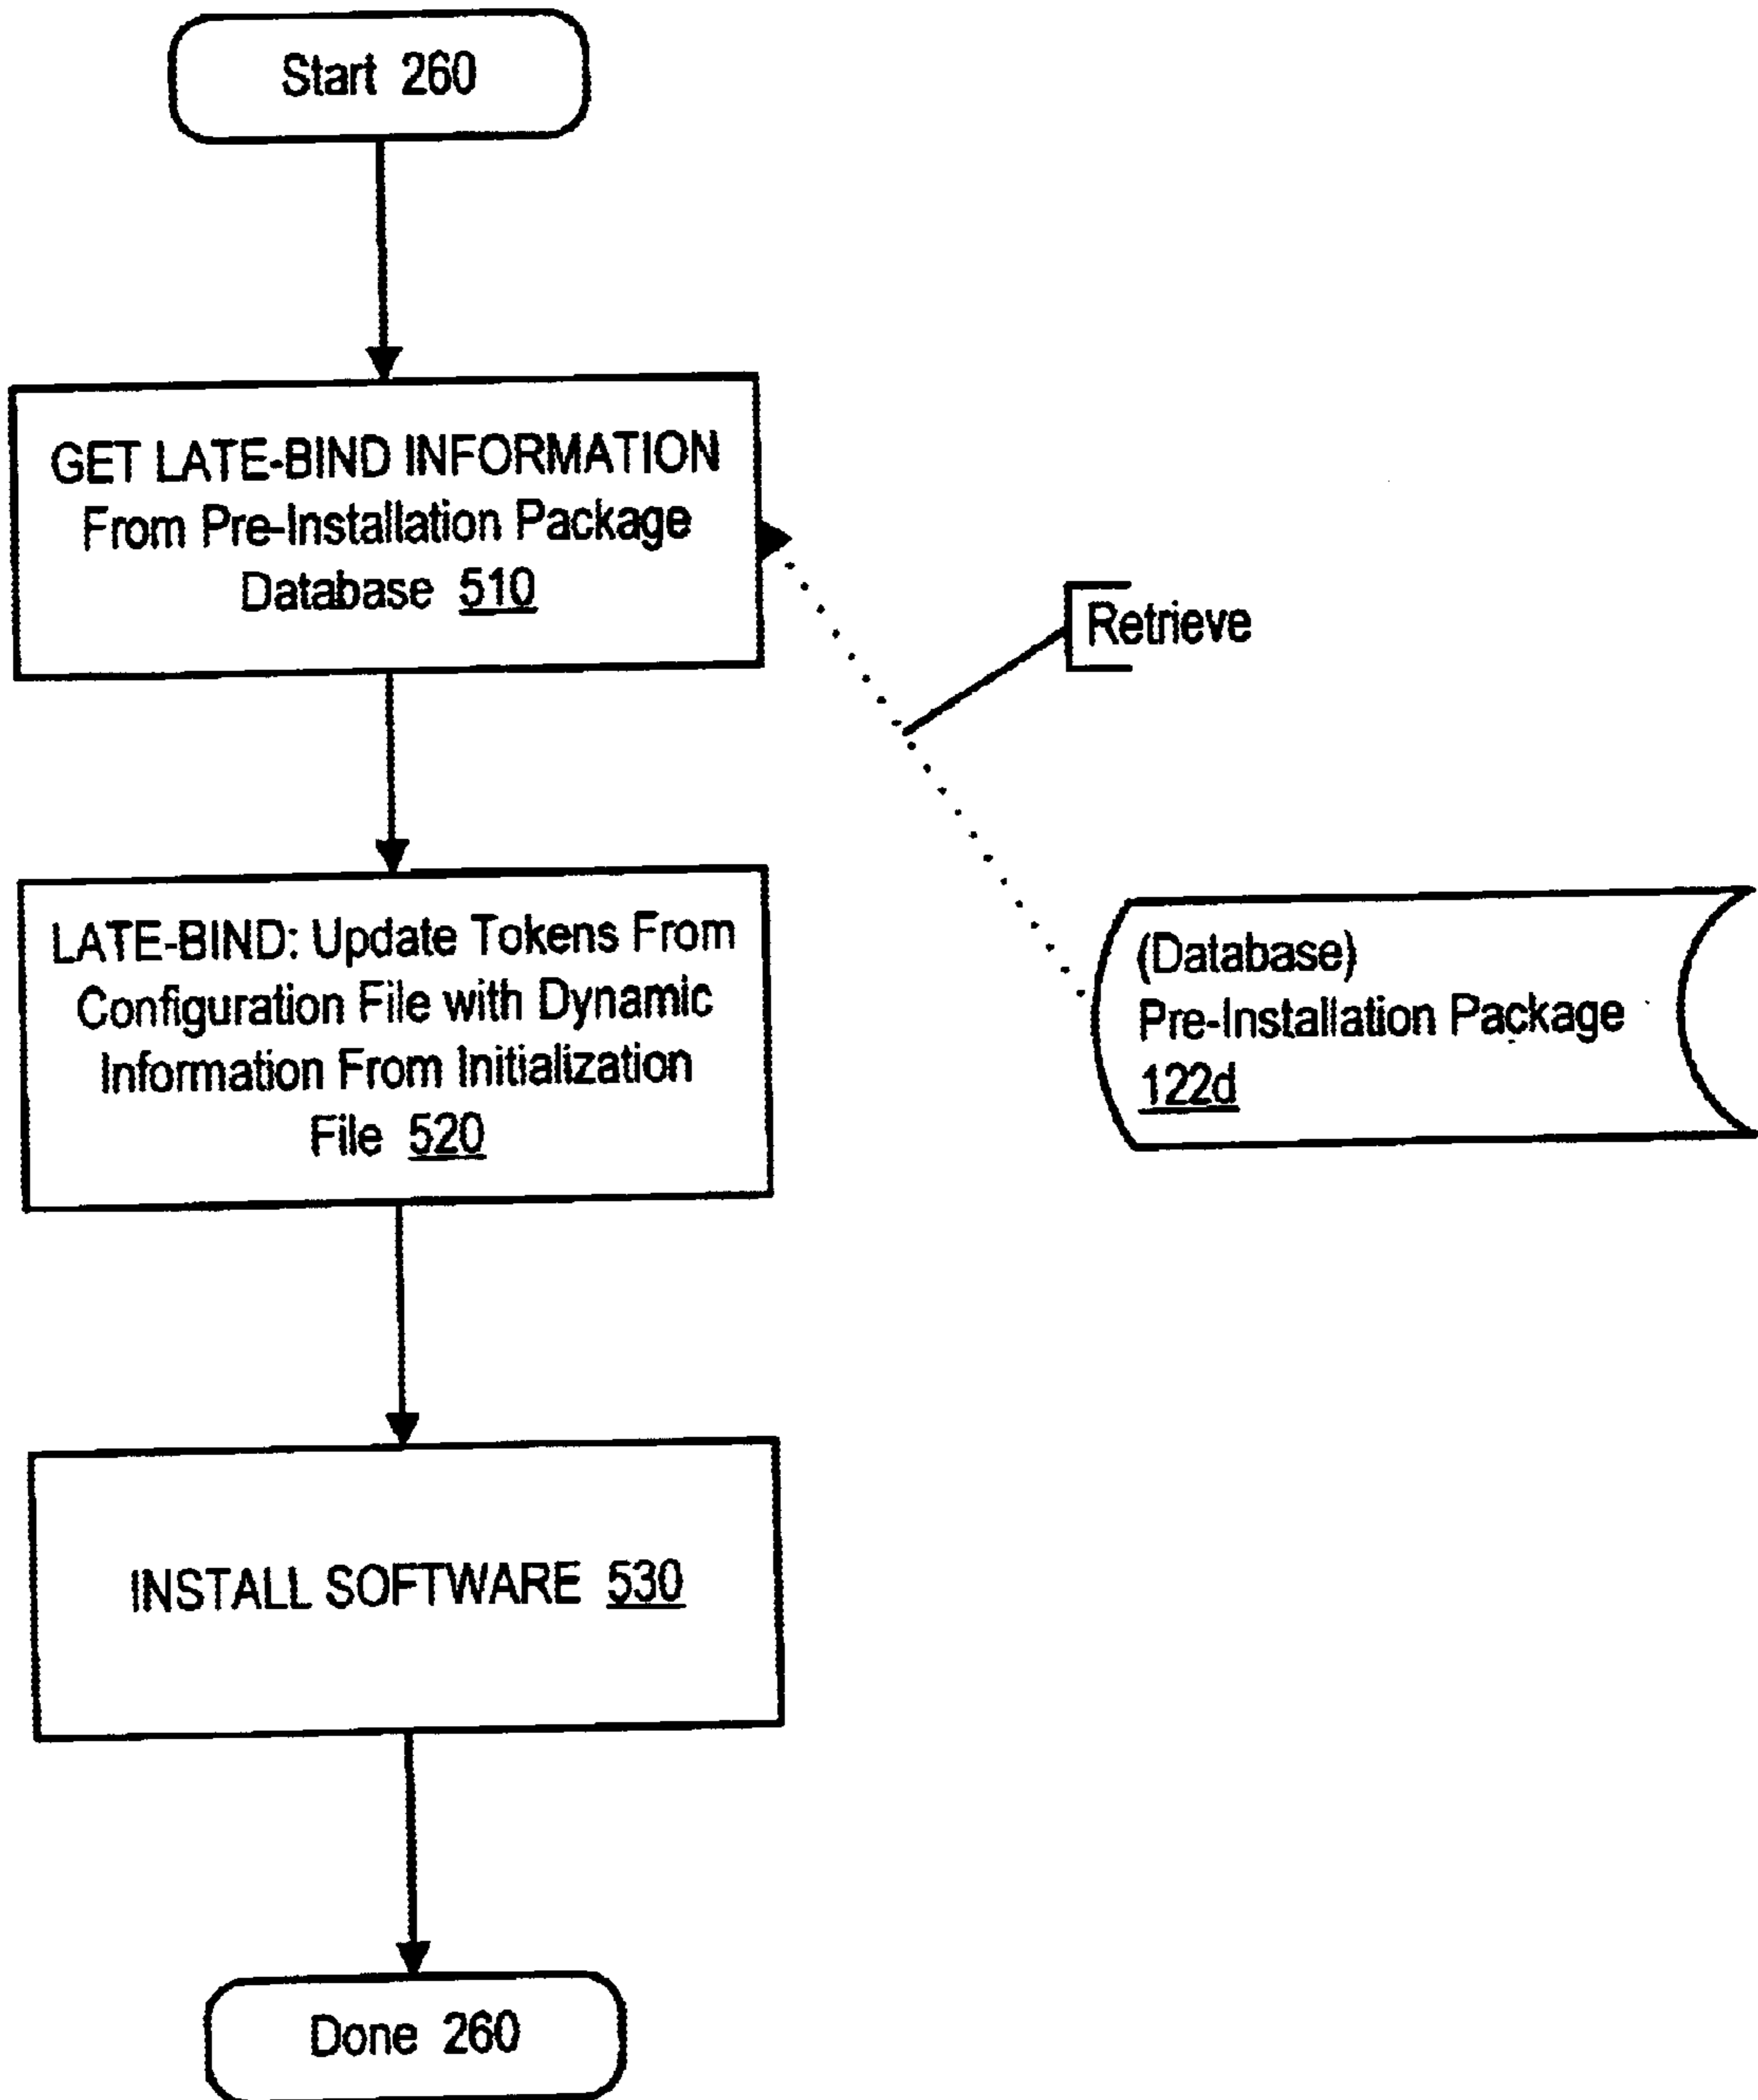 Start 260
GET LATE-BIND INFORMATION
From Pre-Installation Package
Database 510
Retrieve
LATE-BIND: Update Tokens From
Configuration File with Dynamic
Information From Initialization
File 520
(Database)
Pre-Installation Package
122d
INSTALL SOFTWARE 530
Done 260